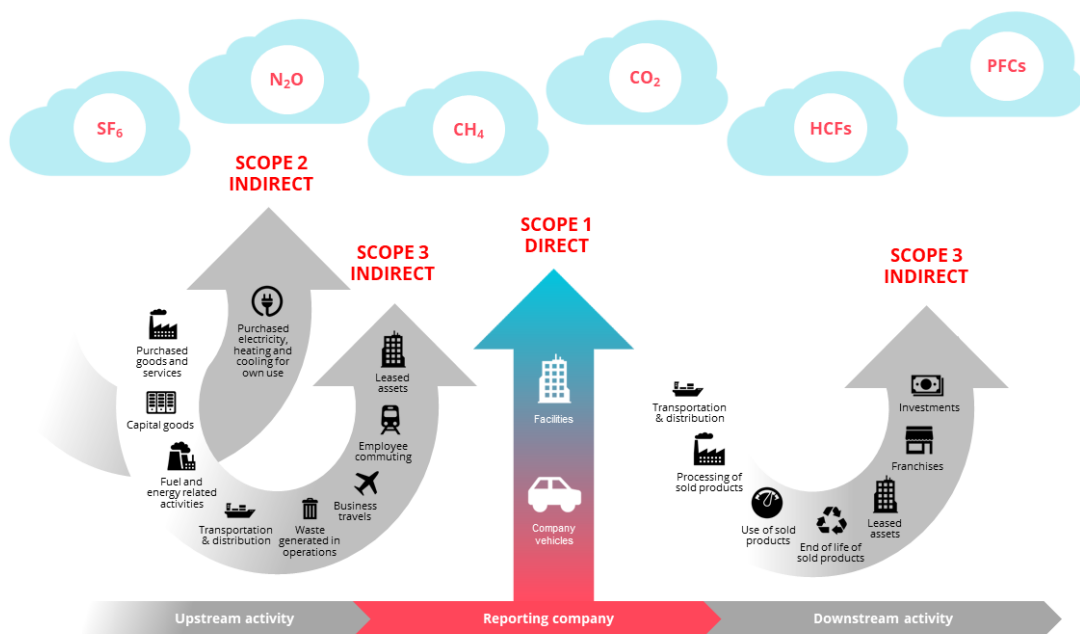 SF₆
N₂O
CH₄
CO₂
HCFs
PFCs
SCOPE 2
INDIRECT
SCOPE 3
INDIRECT
SCOPE 1
DIRECT
SCOPE 3
INDIRECT
Purchased
electricity,
heating and
cooling for
own use
Purchased
goods and
services
Capital goods
Fuel and
energy related
activities
Transportation
& distribution
Waste
generated in
operations
Business
travels
Employee
commuting
Leased
assets
Facilities
Company
vehicles
Transportation
& distribution
Processing of
sold products
Use of sold
products
End of life of
sold products
Leased
assets
Franchises
Investments
Upstream activity
Reporting company
Downstream activity